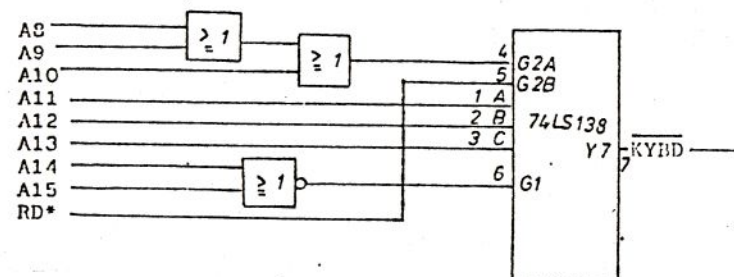 A8
A9
A10
A11
A12
A13
A14
A15
RD*
≥ 1
≥ 1
≥ 1
4 G2A
5 G2B
1 A
2 B
3 C
6 G1
74LS138
Y7
7
KYBD